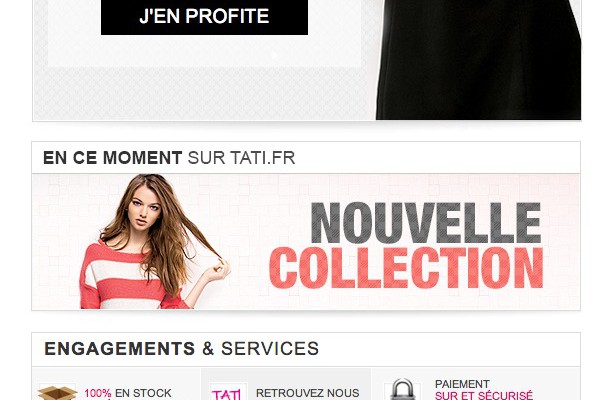 J'EN PROFITE
EN CE MOMENT SUR TATI.FR
NOUVELLE
COLLECTION
ENGAGEMENTS & SERVICES
100% EN STOCK
TATI
RETROUVEZ NOUS
PAIEMENT
SUR ET SÉCURISÉ